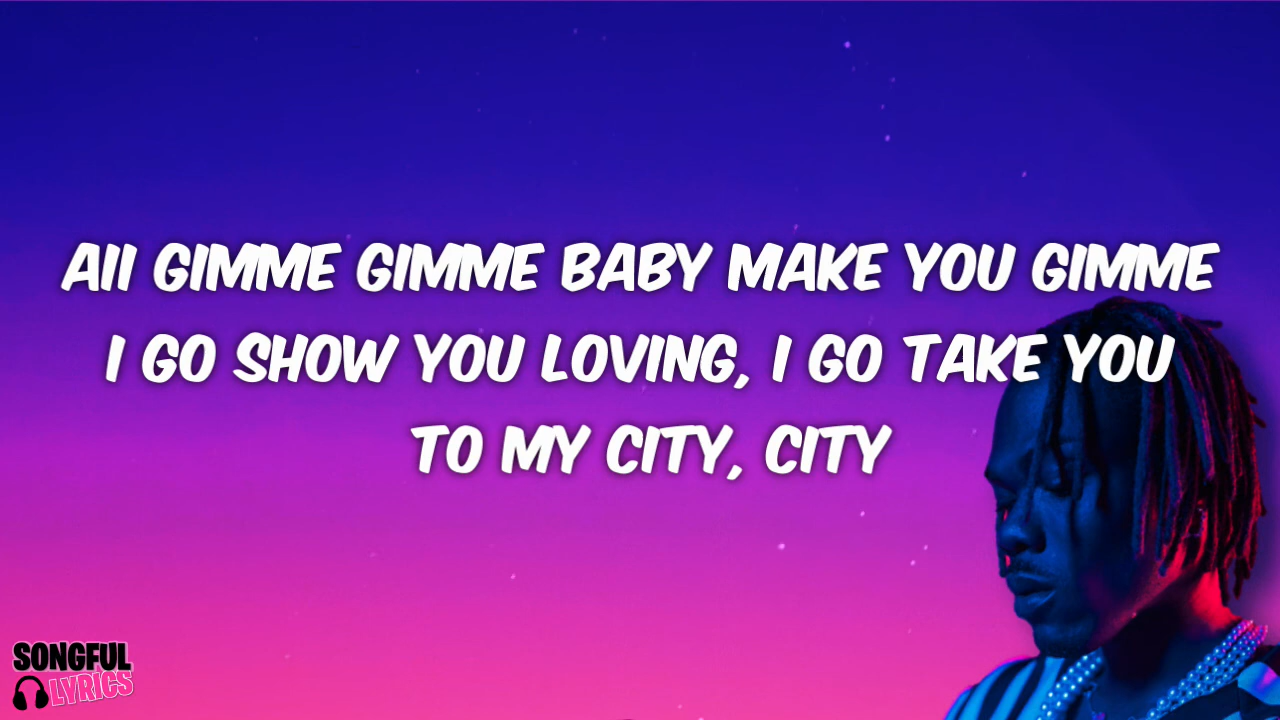 AII GIMME GIMME BABY MAKE YOU GIMME
I GO SHOW YOU LOVING, I GO TAKE YOU
TO MY CITY, CITY
SONGFUL
LYRICS